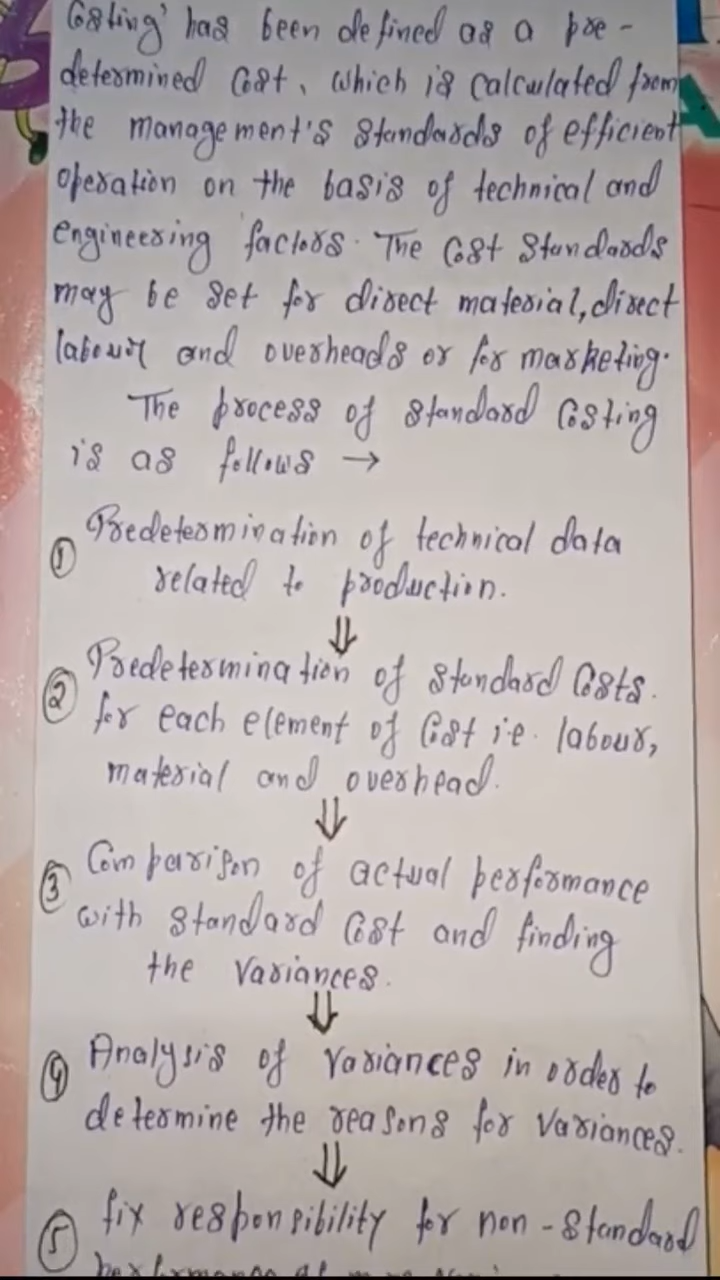 Costing' has been defined as a pre-
determined Cost, which is calculated from
the management's standards of efficient
operation on the basis of technical and
engineering factors. The Cost Standards
may be set for direct material, direct
labour and overheads or for marketing.
The process of standard Costing
is as follows →
① Predetermination of technical data
related to production.
⇓
② Predetermination of standard Costs.
for each element of Cost i.e. labour,
material and overhead.
⇓
③ Comparison of actual performance
with standard Cost and finding
the variances.
⇓
④ Analysis of variances in order to
determine the reasons for variances.
⇓
⑤ fix responsibility for non-standard
performance